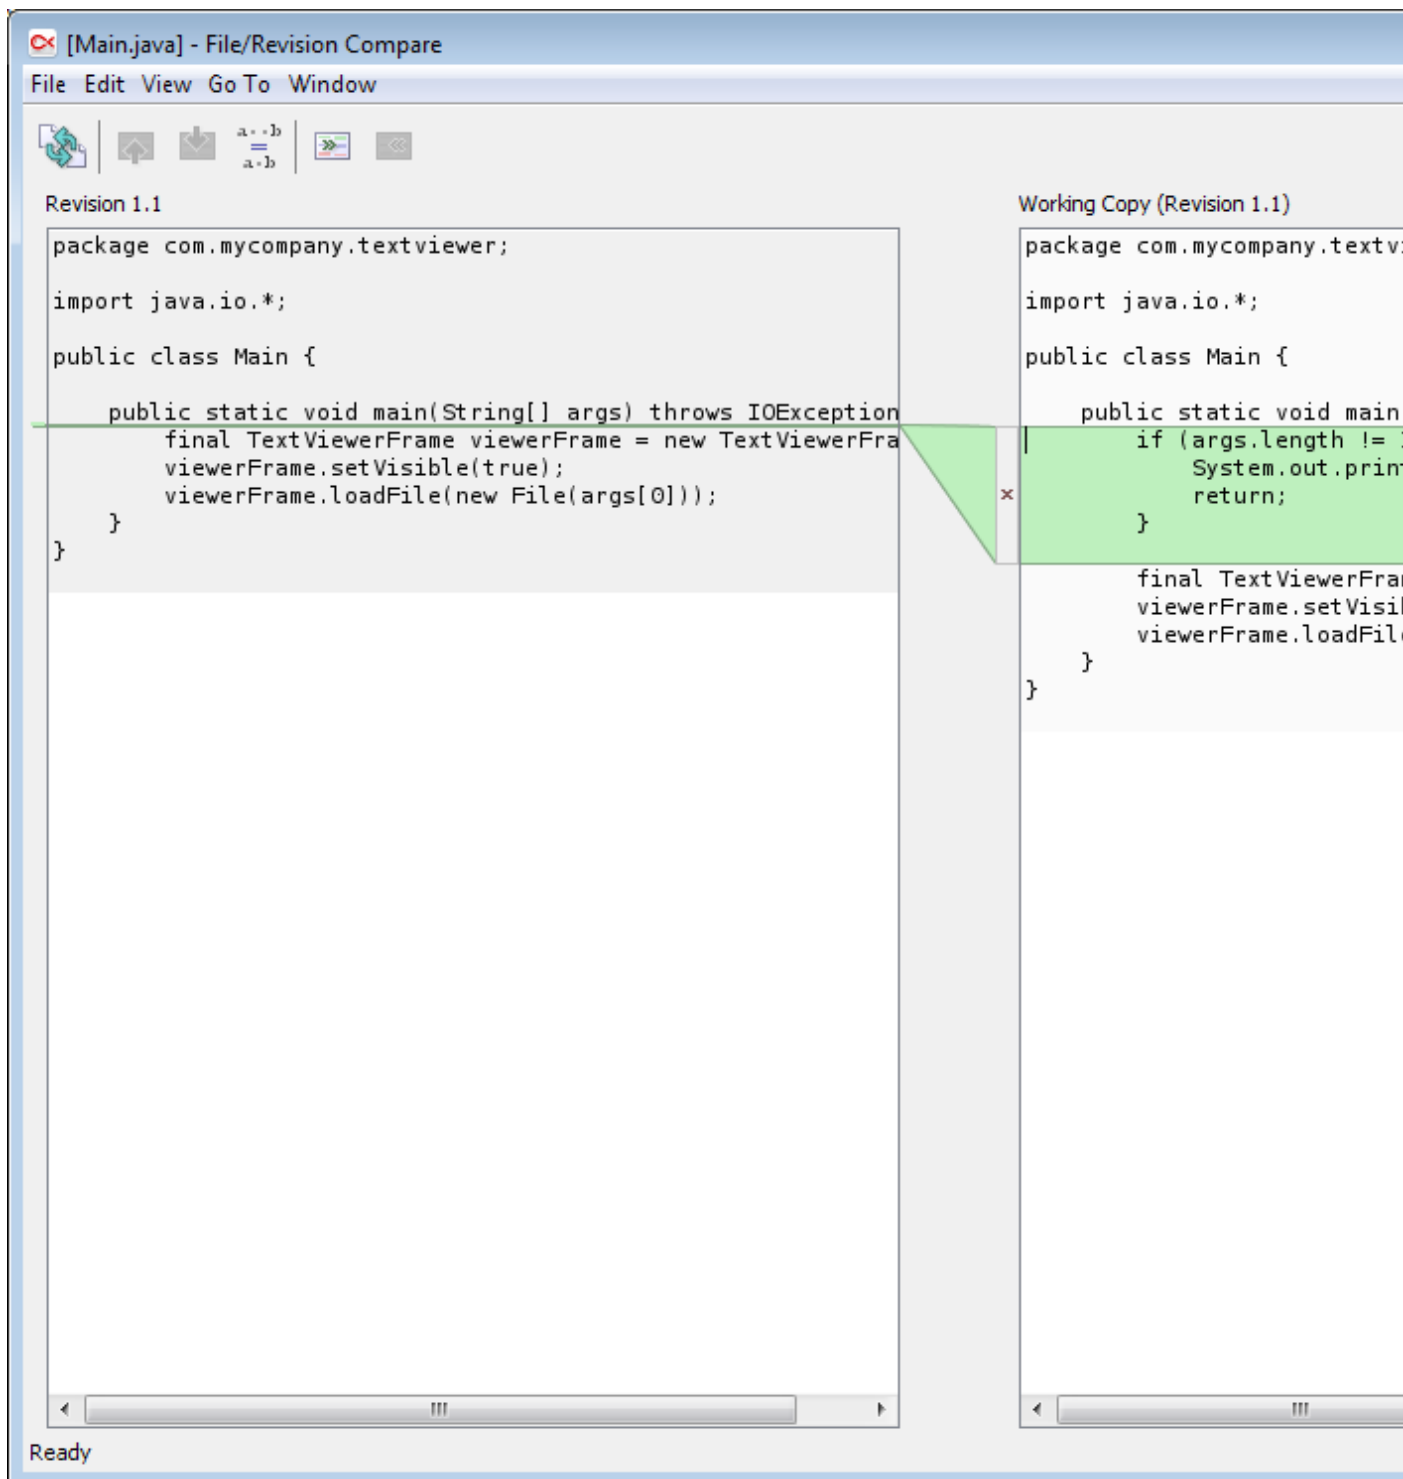 [Main.java] - File/Revision Compare
File Edit View Go To Window
a··b
=
a·b
Revision 1.1
package com.mycompany.textviewer;
import java.io.*;
public class Main {
public static void main(String[] args) throws IOException
final TextViewerFrame viewerFrame = new TextViewerFra
viewerFrame.setVisible(true);
viewerFrame.loadFile(new File(args[0]));
}
}
Working Copy (Revision 1.1)
package com.mycompany.textv
import java.io.*;
public class Main {
public static void main
if (args.length !=
System.out.prin
return;
}
final TextViewerFra
viewerFrame.setVisi
viewerFrame.loadFil
}
}
Ready